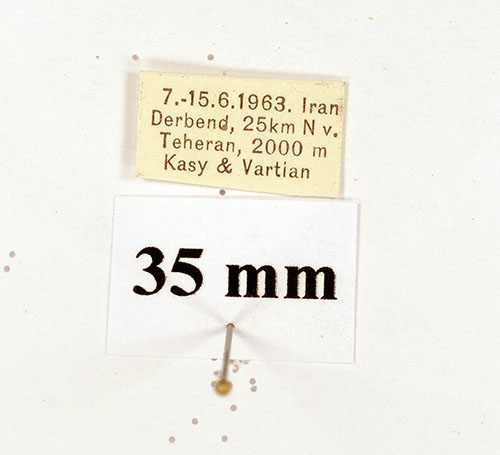 7.-15.6.1963. Iran
Derbend, 25km N v.
Teheran, 2000 m
Kasy & Vartian
35 mm